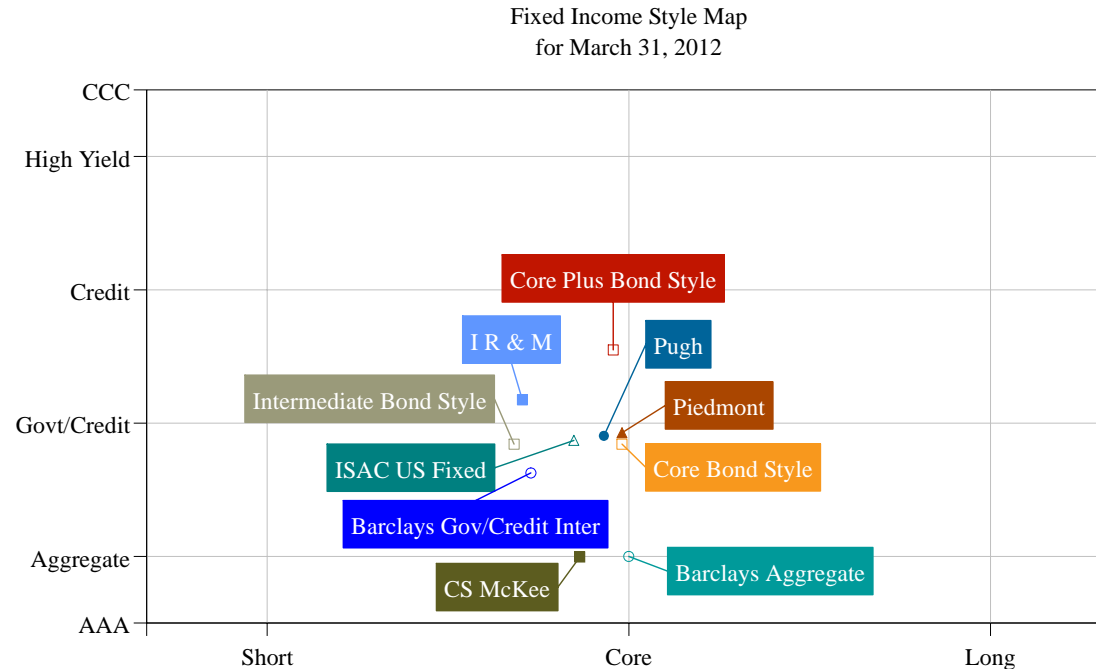 Fixed Income Style Map
for March 31, 2012
CCC
High Yield
Credit
Govt/Credit
Aggregate
AAA
Core Plus Bond Style
I R & M
Pugh
Intermediate Bond Style
Piedmont
ISAC US Fixed
Core Bond Style
Barclays Gov/Credit Inter
CS McKee
Barclays Aggregate
Short
Core
Long